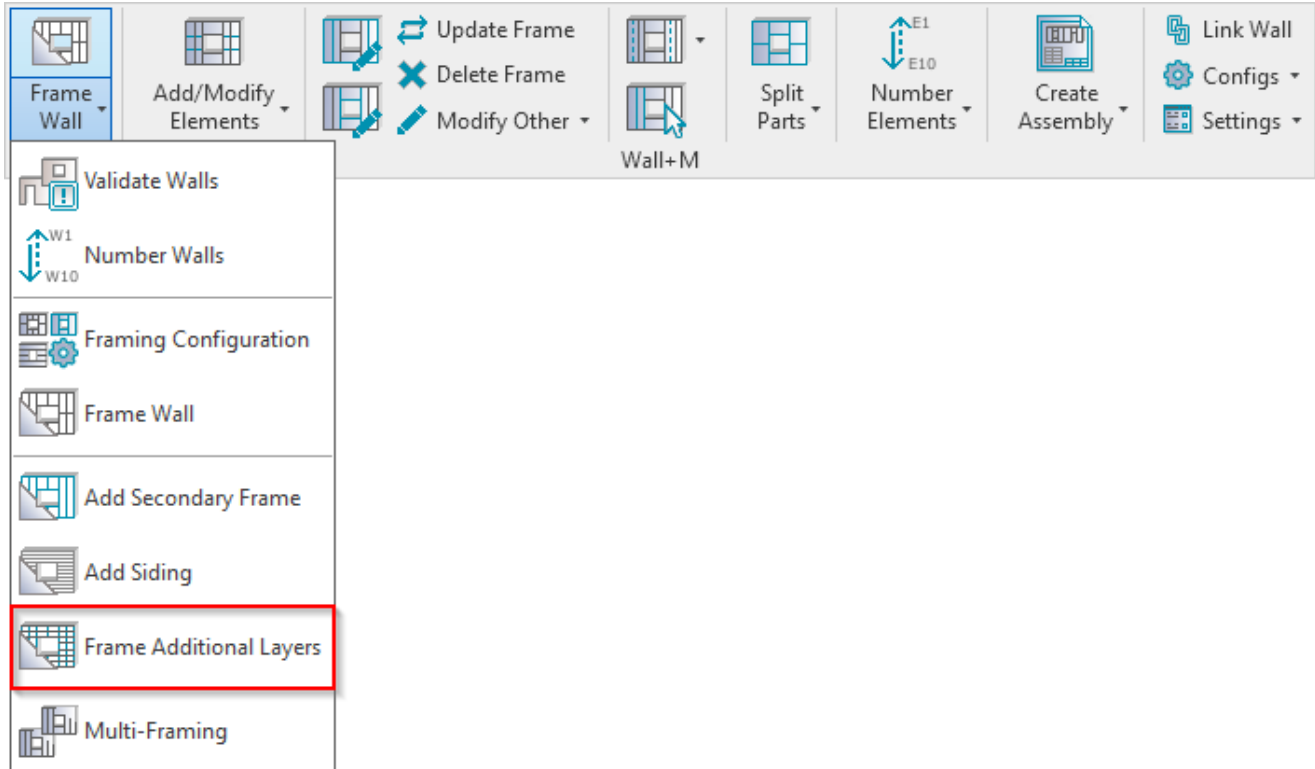 Frame
Wall
Add/Modify
Elements
Update Frame
Delete Frame
Modify Other
Split
Parts
E1
E10
Number
Elements
Create
Assembly
Link Wall
Configs
Settings
Wall+M
Validate Walls
W1
W10
Number Walls
Framing Configuration
Frame Wall
Add Secondary Frame
Add Siding
Frame Additional Layers
Multi-Framing